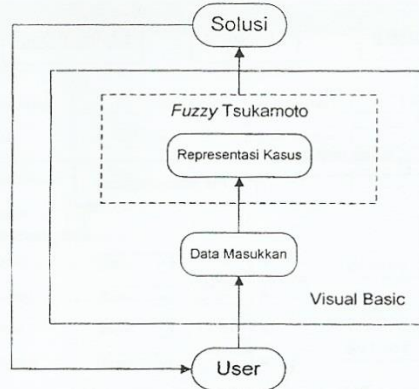 Solusi
Fuzzy Tsukamoto
Representasi Kasus
Data Masukkan
Visual Basic
User